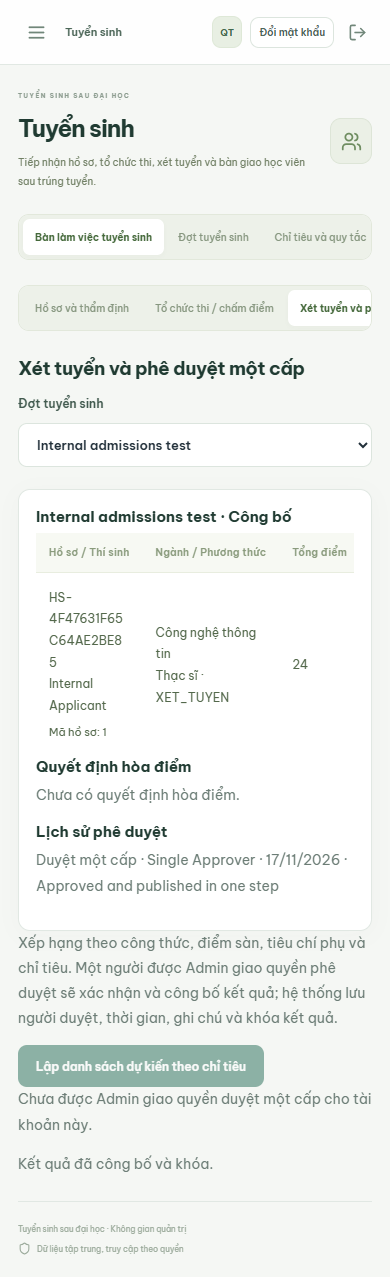 Tuyển sinh
QT
Đổi mật khẩu
TUYỂN SINH SAU ĐẠI HỌC
Tuyển sinh
Tiếp nhận hồ sơ, tổ chức thi, xét tuyển và bàn giao học viên
sau trúng tuyển.
Bàn làm việc tuyển sinh
Đợt tuyển sinh
Chỉ tiêu và quy tắc
Hồ sơ và thẩm định
Tổ chức thi / chấm điểm
Xét tuyển và p
Xét tuyển và phê duyệt một cấp
Đợt tuyển sinh
Internal admissions test
Internal admissions test · Công bố
Hồ sơ / Thí sinh
Ngành / Phương thức
Tổng điểm
HS-
4F47631F65
C64AE2BE8
5
Internal
Applicant
Mã hồ sơ: 1
Công nghệ thông
tin
Thạc sĩ ·
XET_TUYEN
24
Quyết định hòa điểm
Chưa có quyết định hòa điểm.
Lịch sử phê duyệt
Duyệt một cấp · Single Approver · 17/11/2026 ·
Approved and published in one step
Xếp hạng theo công thức, điểm sàn, tiêu chí phụ và
chỉ tiêu. Một người được Admin giao quyền phê
duyệt sẽ xác nhận và công bố kết quả; hệ thống lưu
người duyệt, thời gian, ghi chú và khóa kết quả.
Lập danh sách dự kiến theo chỉ tiêu
Chưa được Admin giao quyền duyệt một cấp cho tài
khoản này.
Kết quả đã công bố và khóa.
Tuyển sinh sau đại học · Không gian quản trị
Dữ liệu tập trung, truy cập theo quyền